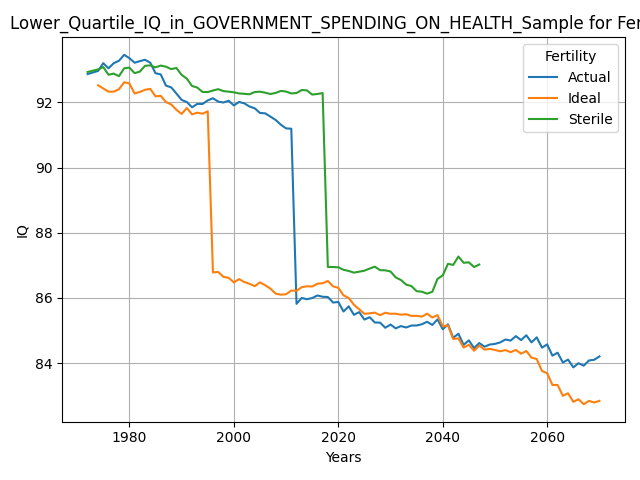 Lower_Quartile_IQ_in_GOVERNMENT_SPENDING_ON_HEALTH_Sample for Fer
Fertility
Actual
Ideal
Sterile
92
90
88
86
84
IQ
1980
2000
2020
2040
2060
Years